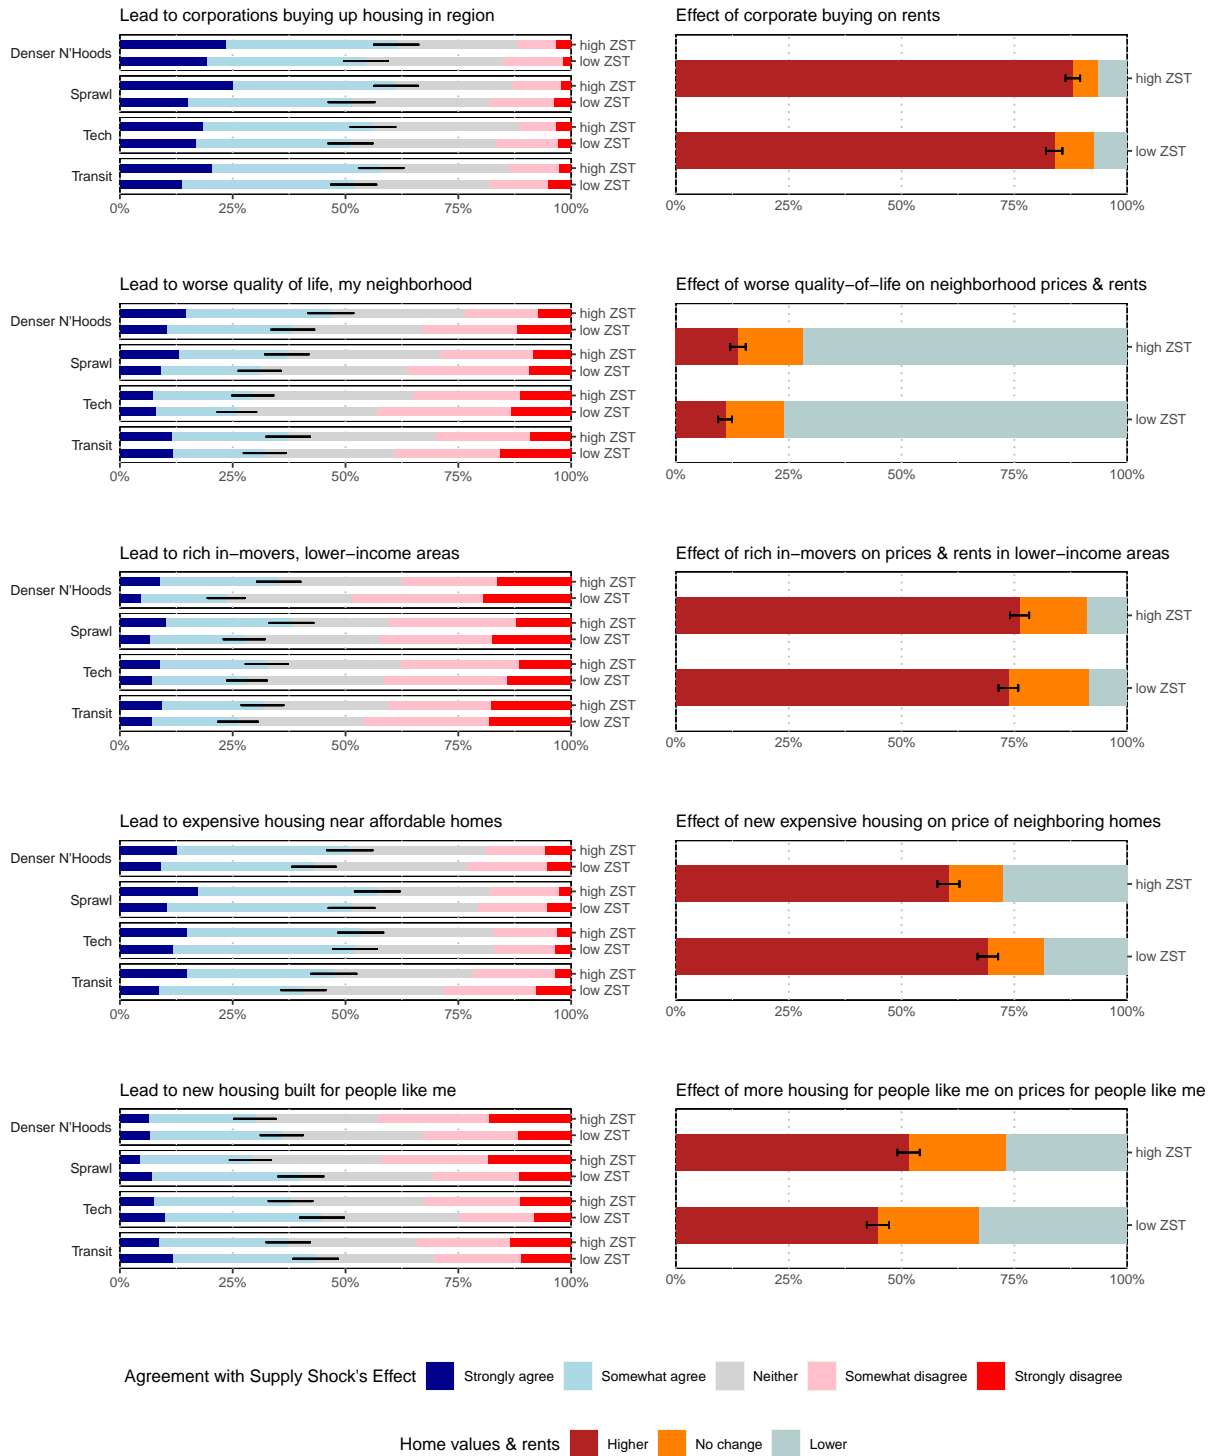 Lead to corporations buying up housing in region
Denser N'Hoods
high ZST
low ZST
Sprawl
high ZST
low ZST
Tech
high ZST
low ZST
Transit
high ZST
low ZST
0% 25% 50% 75% 100%
Effect of corporate buying on rents
high ZST
low ZST
0% 25% 50% 75% 100%
Lead to worse quality of life, my neighborhood
Denser N'Hoods
high ZST
low ZST
Sprawl
high ZST
low ZST
Tech
high ZST
low ZST
Transit
high ZST
low ZST
0% 25% 50% 75% 100%
Effect of worse quality−of−life on neighborhood prices & rents
high ZST
low ZST
0% 25% 50% 75% 100%
Lead to rich in−movers, lower−income areas
Denser N'Hoods
high ZST
low ZST
Sprawl
high ZST
low ZST
Tech
high ZST
low ZST
Transit
high ZST
low ZST
0% 25% 50% 75% 100%
Effect of rich in−movers on prices & rents in lower−income areas
high ZST
low ZST
0% 25% 50% 75% 100%
Lead to expensive housing near affordable homes
Denser N'Hoods
high ZST
low ZST
Sprawl
high ZST
low ZST
Tech
high ZST
low ZST
Transit
high ZST
low ZST
0% 25% 50% 75% 100%
Effect of new expensive housing on price of neighboring homes
high ZST
low ZST
0% 25% 50% 75% 100%
Lead to new housing built for people like me
Denser N'Hoods
high ZST
low ZST
Sprawl
high ZST
low ZST
Tech
high ZST
low ZST
Transit
high ZST
low ZST
0% 25% 50% 75% 100%
Effect of more housing for people like me on prices for people like me
high ZST
low ZST
0% 25% 50% 75% 100%
Agreement with Supply Shock's Effect Strongly agree Somewhat agree Neither Somewhat disagree Strongly disagree
Home values & rents Higher No change Lower